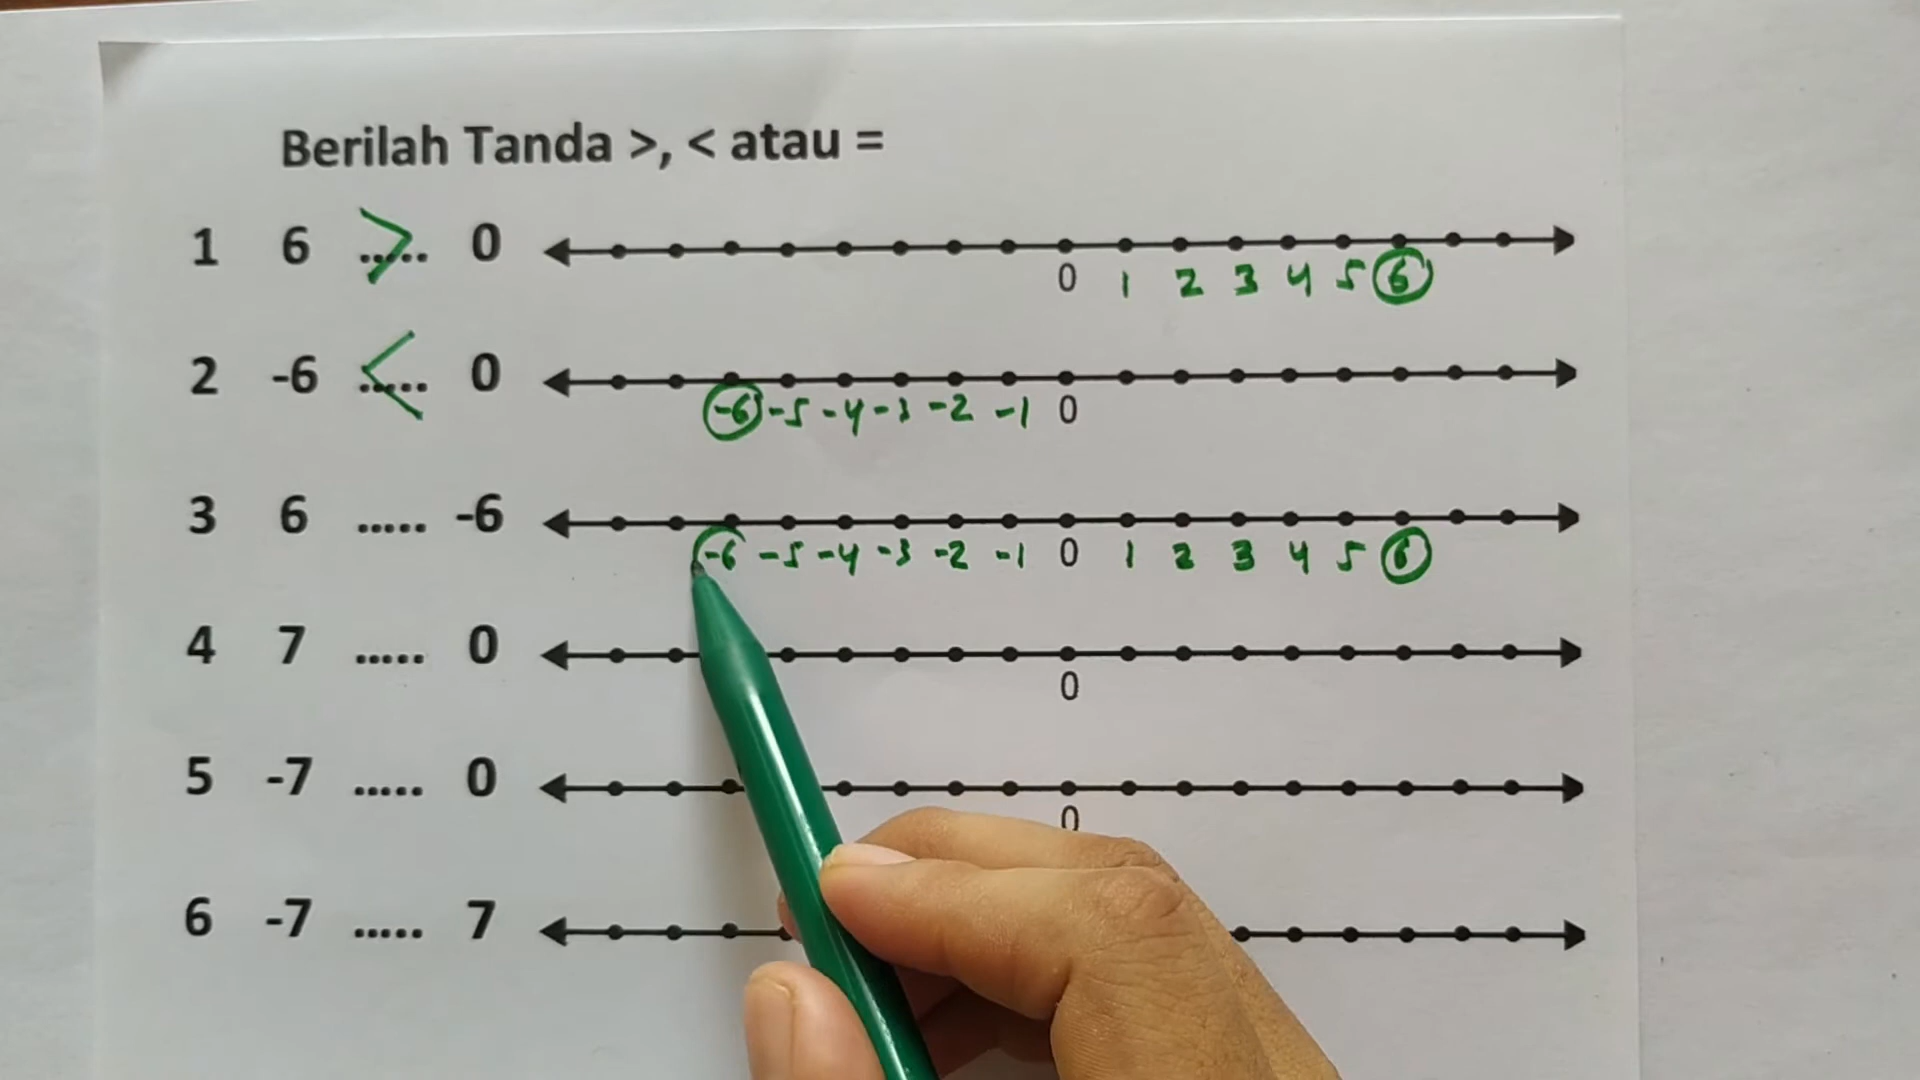 Berilah Tanda >, < atau =
1 6 ..>.. 0
0 1 2 3 4 5 6
2 -6 ..<.. 0
-6 -5 -4 -3 -2 -1 0
3 6 ..... -6
-6 -5 -4 -3 -2 -1 0 1 2 3 4 5 6
4 7 ..... 0
0
5 -7 ..... 0
0
6 -7 ..... 7